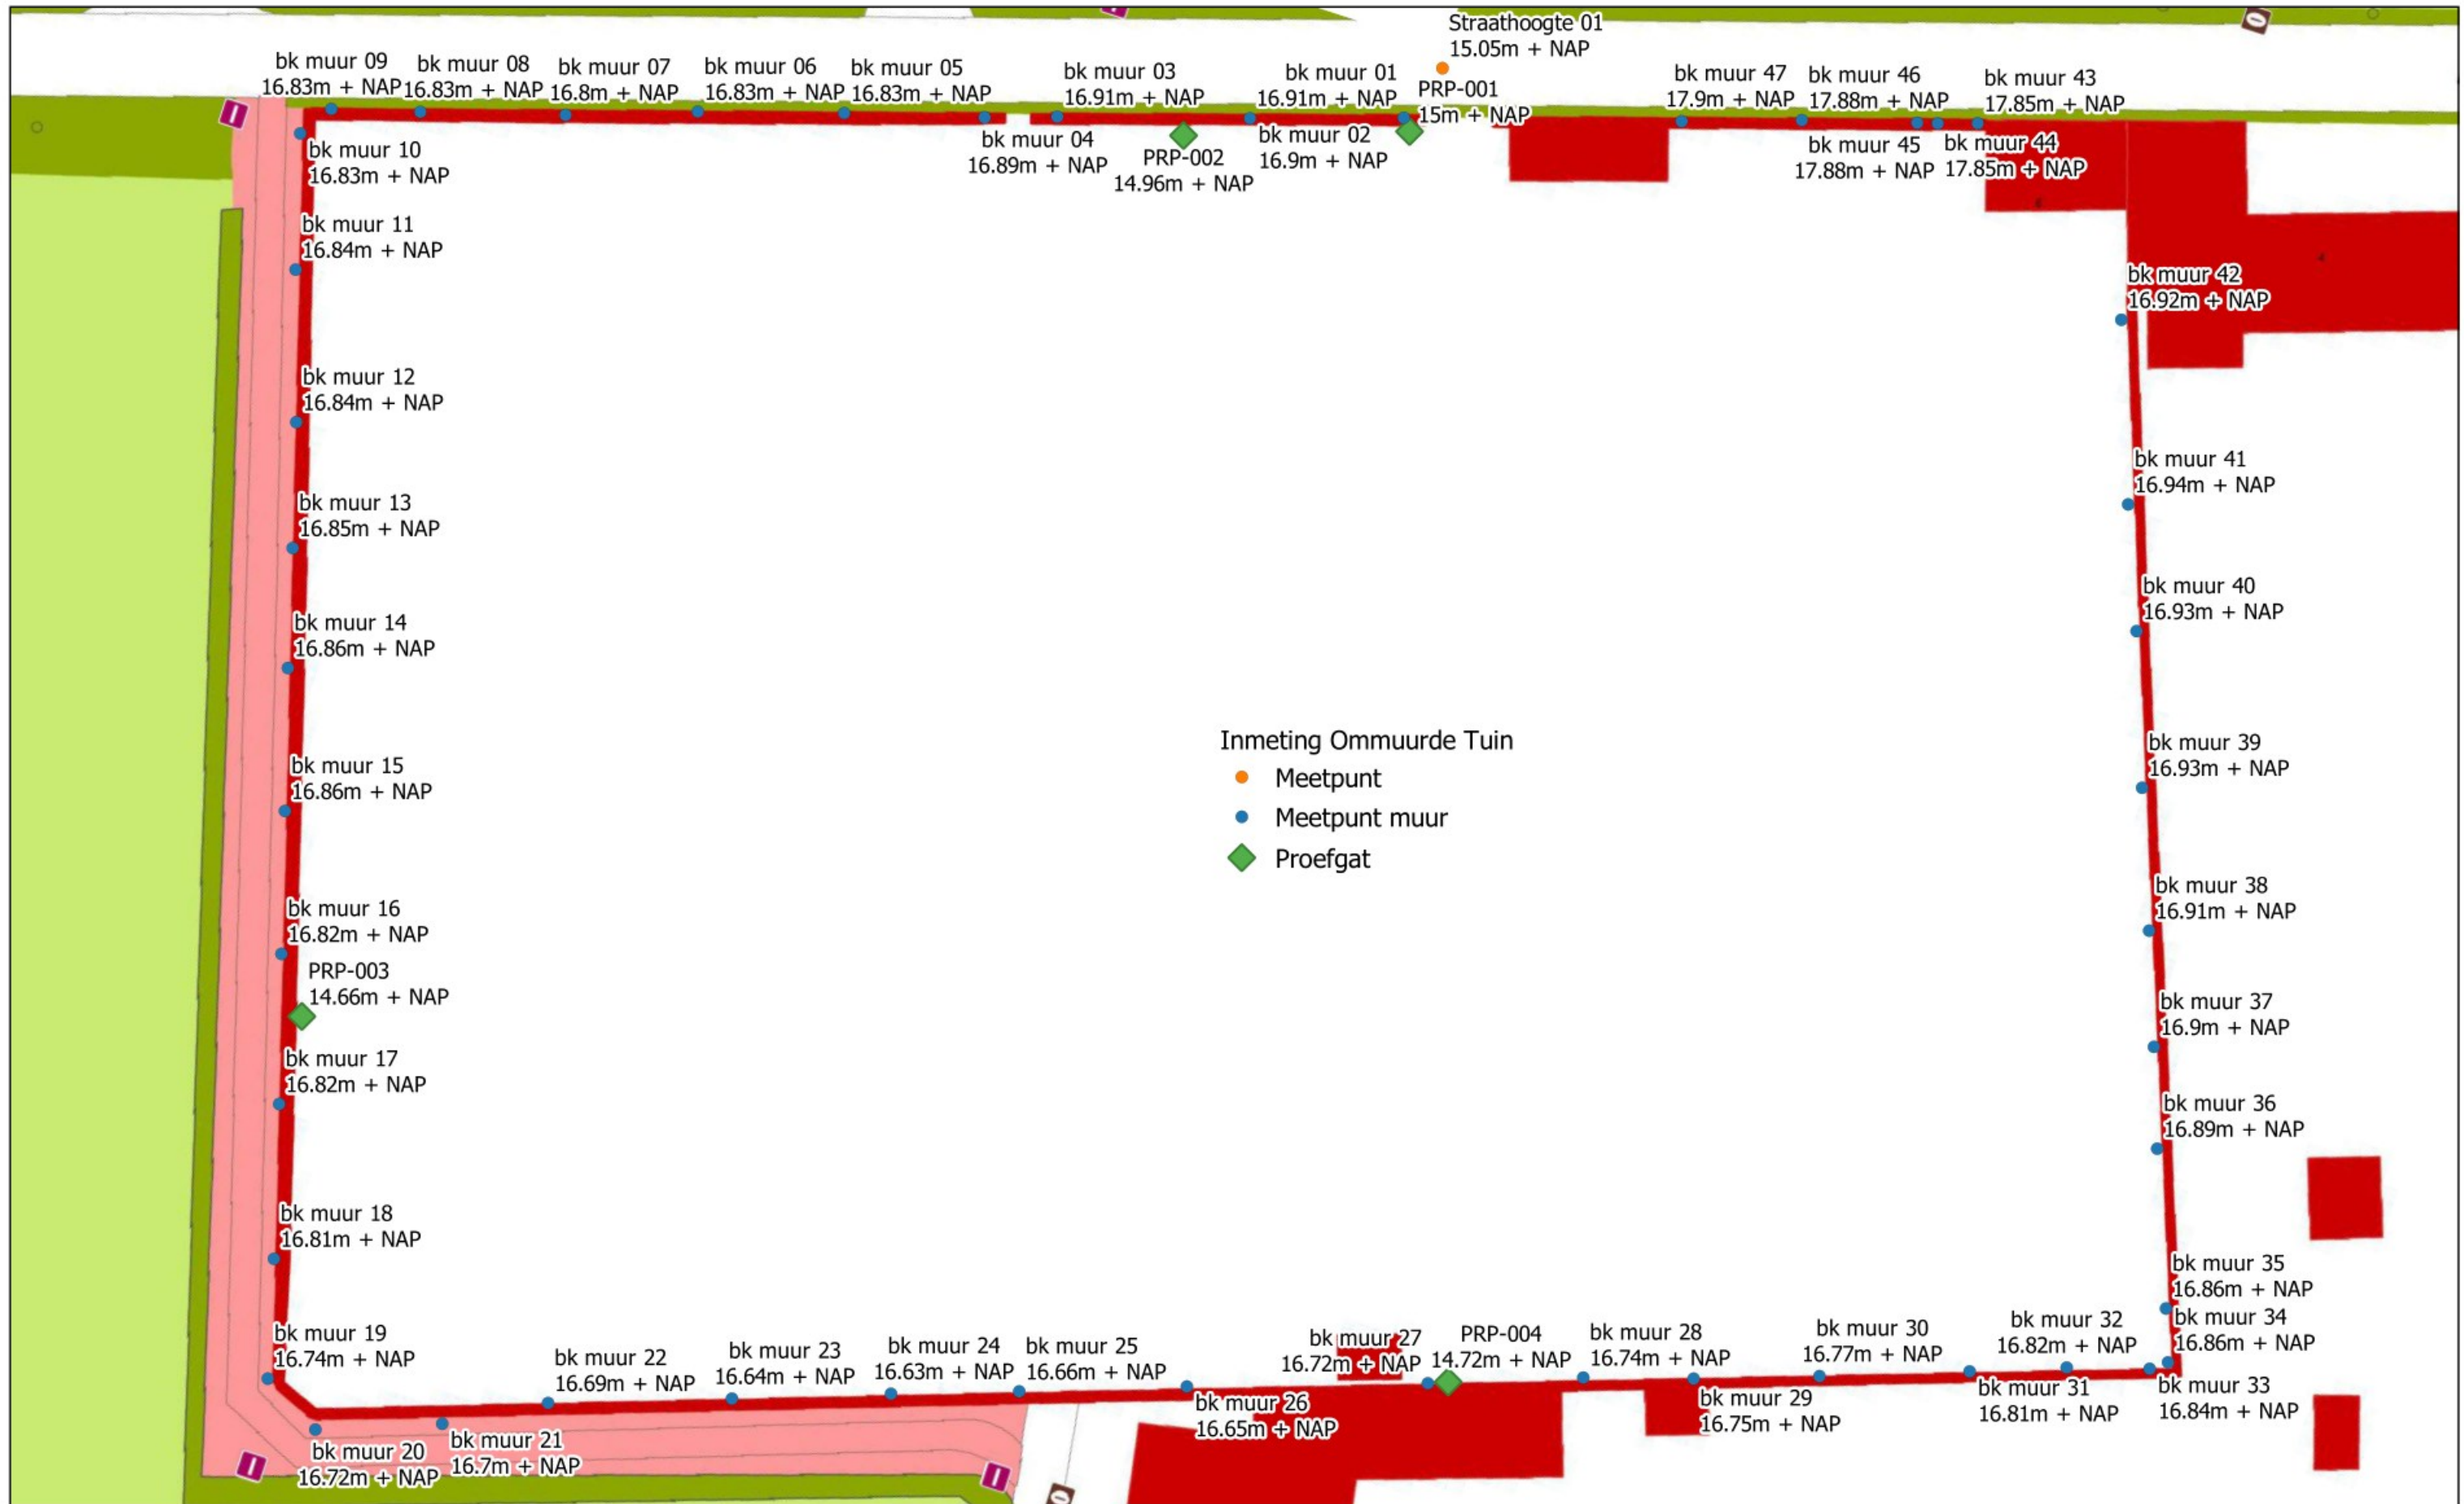 Straathoogte 01
15.05m + NAP
bk muur 09
16.83m + NAP
bk muur 08
16.83m + NAP
bk muur 07
16.8m + NAP
bk muur 06
16.83m + NAP
bk muur 05
16.83m + NAP
bk muur 03
16.91m + NAP
bk muur 01
16.91m + NAP
PRP-001
15m + NAP
bk muur 47
17.9m + NAP
bk muur 46
17.88m + NAP
bk muur 43
17.85m + NAP
bk muur 04
16.89m + NAP
PRP-002
14.96m + NAP
bk muur 02
16.9m + NAP
bk muur 45
17.88m + NAP
bk muur 44
17.85m + NAP
bk muur 10
16.83m + NAP
bk muur 11
16.84m + NAP
bk muur 42
16.92m + NAP
bk muur 12
16.84m + NAP
bk muur 41
16.94m + NAP
bk muur 13
16.85m + NAP
bk muur 40
16.93m + NAP
bk muur 14
16.86m + NAP
bk muur 39
16.93m + NAP
Inmeting Ommuurde Tuin
Meetpunt
Meetpunt muur
Proefgat
bk muur 15
16.86m + NAP
bk muur 38
16.91m + NAP
bk muur 16
16.82m + NAP
PRP-003
14.66m + NAP
bk muur 37
16.9m + NAP
bk muur 17
16.82m + NAP
bk muur 36
16.89m + NAP
bk muur 18
16.81m + NAP
bk muur 35
16.86m + NAP
bk muur 34
16.86m + NAP
bk muur 19
16.74m + NAP
bk muur 22
16.69m + NAP
bk muur 23
16.64m + NAP
bk muur 24
16.63m + NAP
bk muur 25
16.66m + NAP
bk muur 27
16.72m + NAP
PRP-004
14.72m + NAP
bk muur 28
16.74m + NAP
bk muur 30
16.77m + NAP
bk muur 32
16.82m + NAP
bk muur 26
16.65m + NAP
bk muur 29
16.75m + NAP
bk muur 31
16.81m + NAP
bk muur 33
16.84m + NAP
bk muur 20
16.72m + NAP
bk muur 21
16.7m + NAP